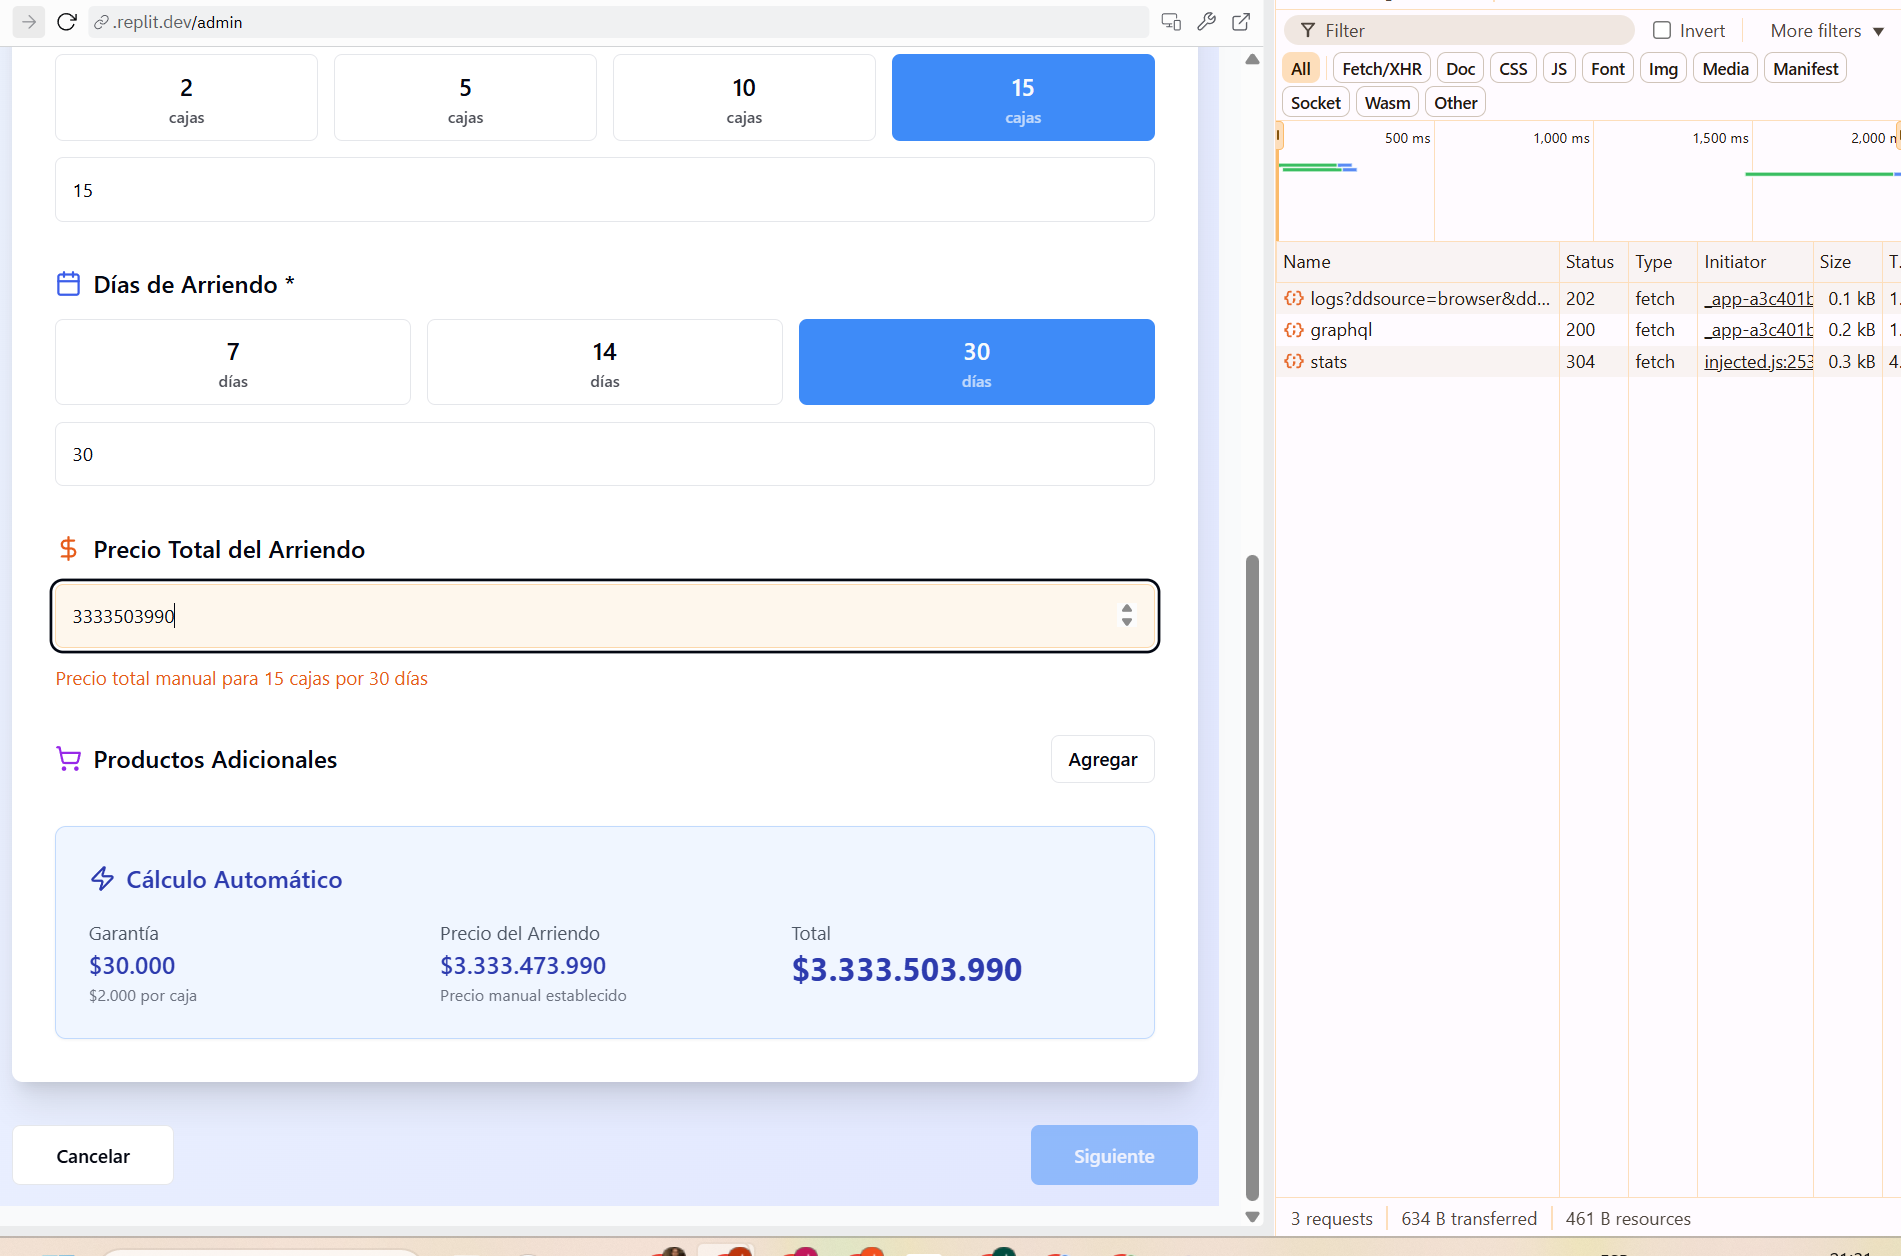 .replit.dev/admin
2
cajas
5
cajas
10
cajas
15
cajas
15
Días de Arriendo *
7
días
14
días
30
días
30
Precio Total del Arriendo
3333503990
Precio total manual para 15 cajas por 30 días
Productos Adicionales
Agregar
Cálculo Automático
Garantía
$30.000
$2.000 por caja
Precio del Arriendo
$3.333.473.990
Precio manual establecido
Total
$3.333.503.990
Cancelar
Siguiente
Filter
Invert
More filters
All Fetch/XHR Doc CSS JS Font Img Media Manifest
Socket Wasm Other
500 ms 1,000 ms 1,500 ms 2,000
Name Status Type Initiator Size T.
logs?ddsource=browser&dd... 202 fetch _app-a3c401b 0.1 kB 1.
graphql 200 fetch _app-a3c401b 0.2 kB 1.
stats 304 fetch injected.js:253 0.3 kB 4.
3 requests 634 B transferred 461 B resources